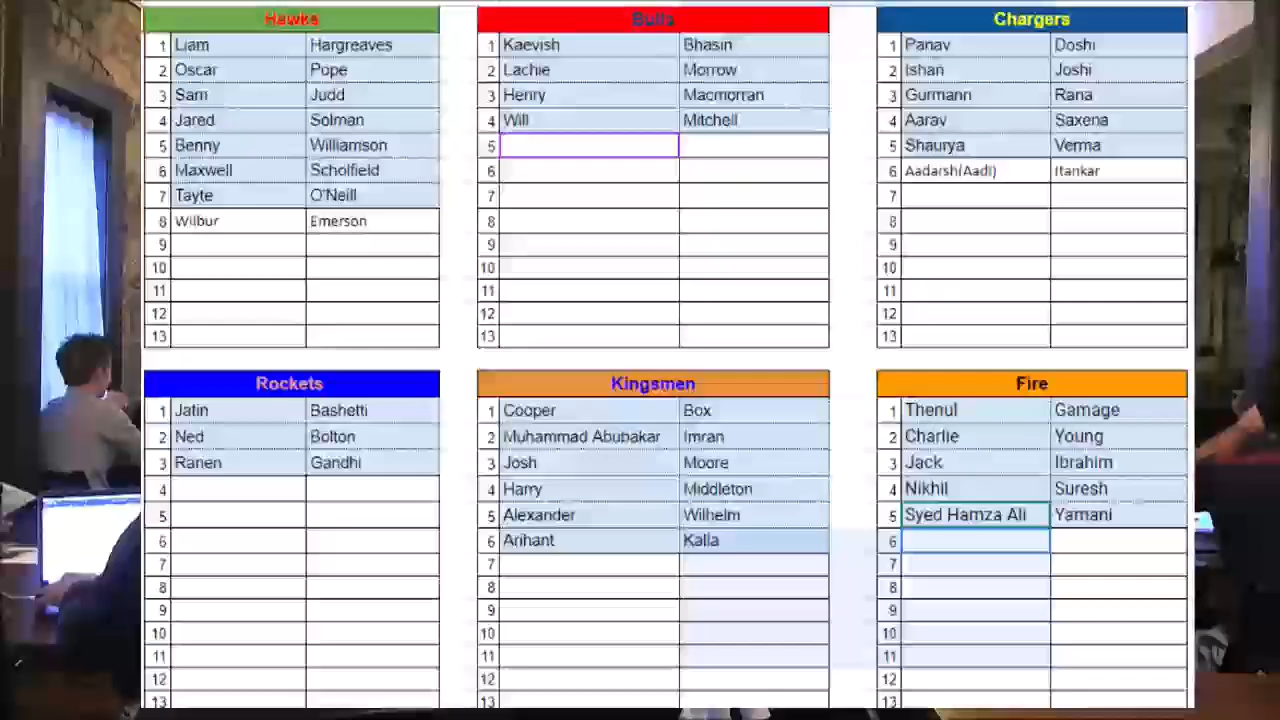 Hawks
1 Liam Hargreaves
2 Oscar Pope
3 Sam Judd
4 Jared Solman
5 Benny Williamson
6 Maxwell Scholfield
7 Tayte O'Neill
8 Wilbur Emerson
9
10
11
12
13
Bulls
1 Kaevish Bhasin
2 Lachie Morrow
3 Henry Macmorran
4 Will Mitchell
5
6
7
8
9
10
11
12
13
Chargers
1 Panav Doshi
2 Ishan Joshi
3 Gurmann Rana
4 Aarav Saxena
5 Shaurya Verma
6 Aadarsh(Aadi) Itankar
7
8
9
10
11
12
13
Rockets
1 Jatin Bashetti
2 Ned Bolton
3 Ranen Gandhi
4
5
6
7
8
9
10
11
12
13
Kingsmen
1 Cooper Box
2 Muhammad Abubakar Imran
3 Josh Moore
4 Harry Middleton
5 Alexander Wilhelm
6 Arihant Kalla
7
8
9
10
11
12
13
Fire
1 Thenul Gamage
2 Charlie Young
3 Jack Ibrahim
4 Nikhil Suresh
5 Syed Hamza Ali Yamani
6
7
8
9
10
11
12
13